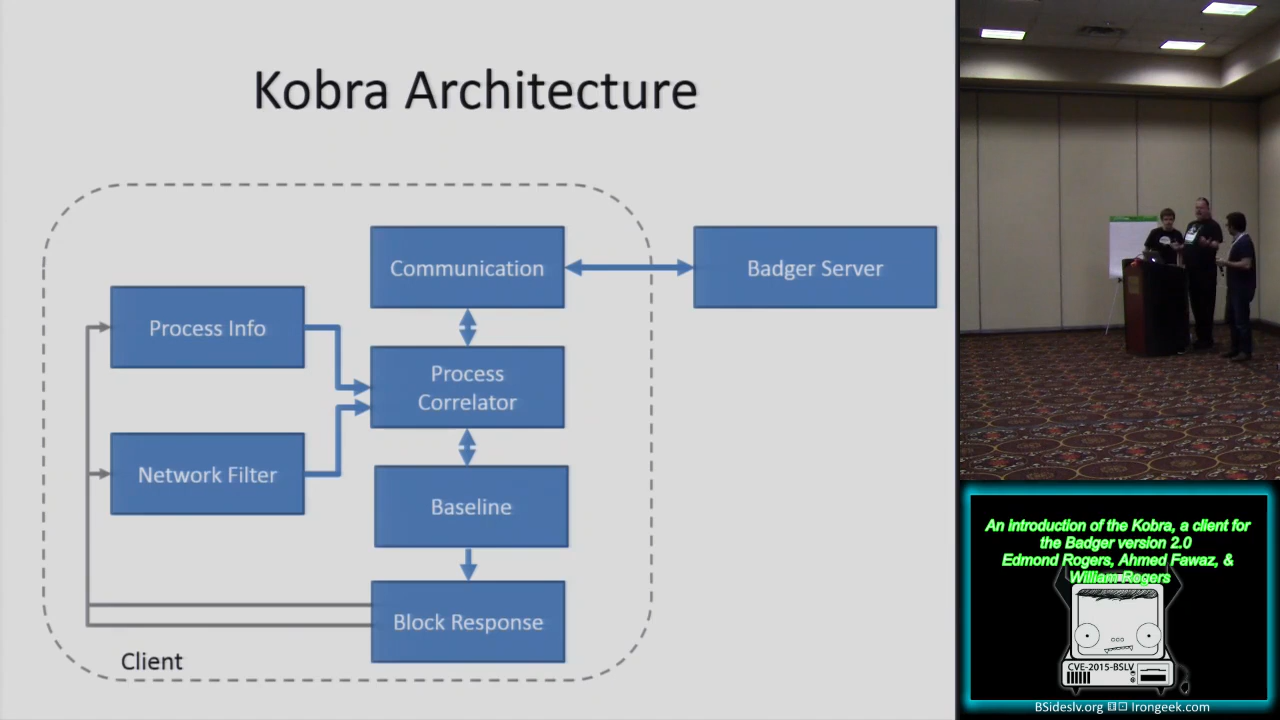 Kobra Architecture
Communication
Badger Server
Process Info
Process
Correlator
Network Filter
Baseline
Block Response
Client
An introduction of the Kobra, a client for
the Badger version 2.0
Edmond Rogers, Ahmed Fawaz, &
William Rogers
CVE-2015-BSLV
BSideslv.org Irongeek.com